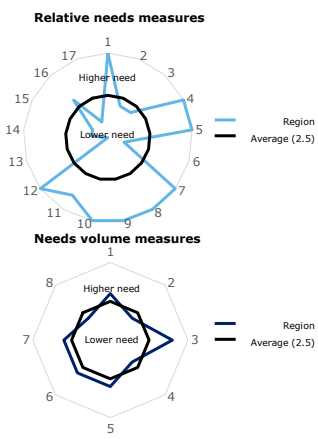 Relative needs measures
1
17 2
16 Higher need 3
15 4
14 Lower need 5
13 6
12 7
11 8
10 9
Region
Average (2.5)
Needs volume measures
1
8 Higher need 2
7 Lower need 3
6 4
5
Region
Average (2.5)